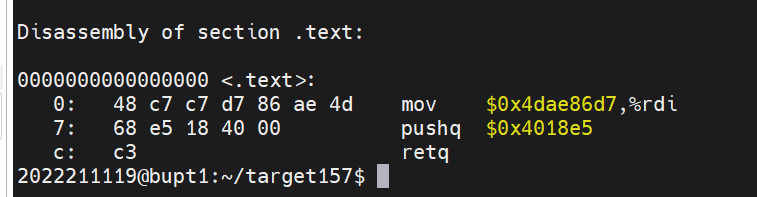 Disassembly of section .text:
0000000000000000 <.text>:
0: 48 c7 c7 d7 86 ae 4d mov $0x4dae86d7,%rdi
7: 68 e5 18 40 00 pushq $0x4018e5
c: c3 retq
2022211119@bupt1:~/target157$